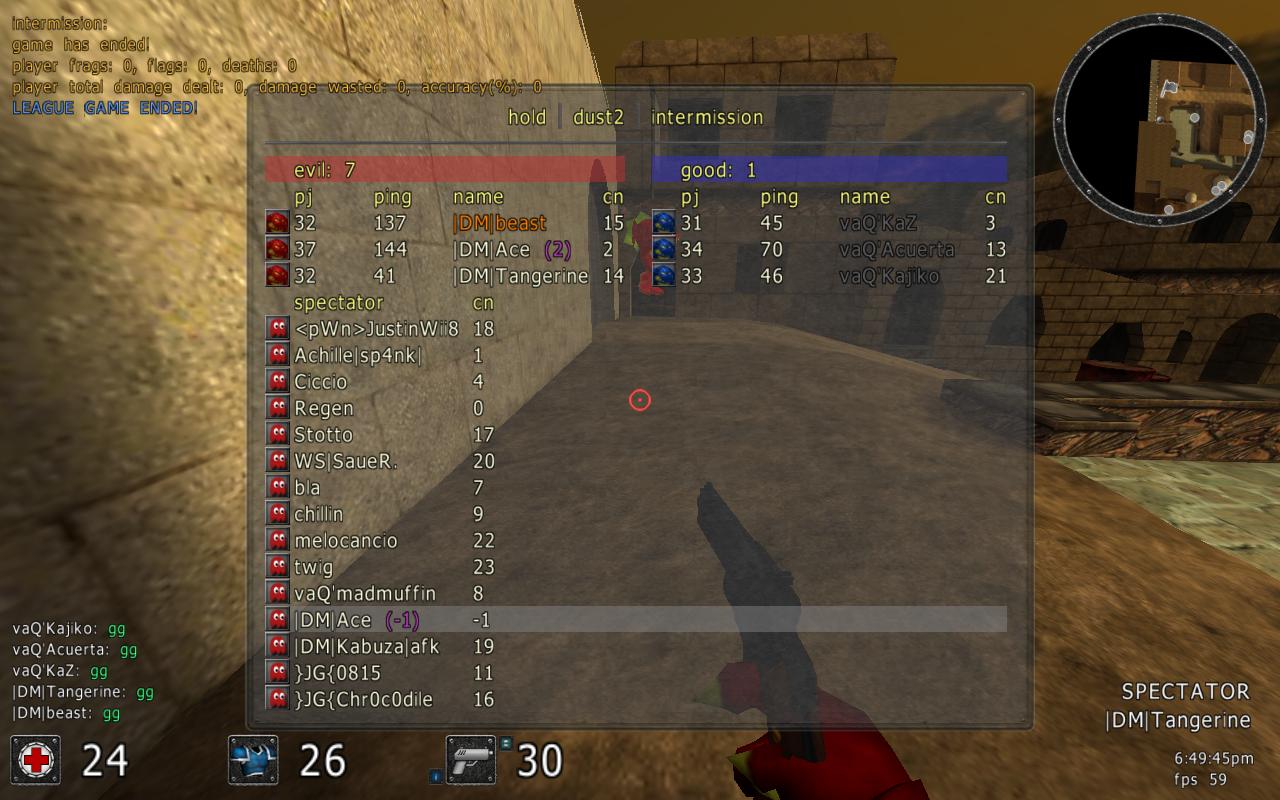 intermission:
game has ended!
player frags: 0, flags: 0, deaths: 0
player total damage dealt: 0, damage wasted: 0, accuracy(%): 0
LEAGUE GAME ENDED!
hold dust2 intermission
evil: 7 good: 1
pj ping name cn pj ping name cn
32 137 |DM|beast 15 31 45 vaQ'KaZ 3
37 144 |DM|Ace (2) 2 34 70 vaQ'Acuerta 13
32 41 |DM|Tangerine 14 33 46 vaQ'Kajiko 21
spectator cn
<pWn>JustinWii8 18
Achille|sp4nk| 1
Ciccio 4
Regen 0
Stotto 17
WS|SaueR. 20
bla 7
chillin 9
melocancio 22
twig 23
vaQ'madmuffin 8
|DM|Ace (-1) -1
|DM|Kabuza|afk 19
}JG{0815 11
}JG{Chr0c0dile 16
vaQ'Kajiko: gg
vaQ'Acuerta: gg
vaQ'KaZ: gg
|DM|Tangerine: gg
|DM|beast: gg
24 26 30
SPECTATOR
|DM|Tangerine
6:49:45pm
fps 59